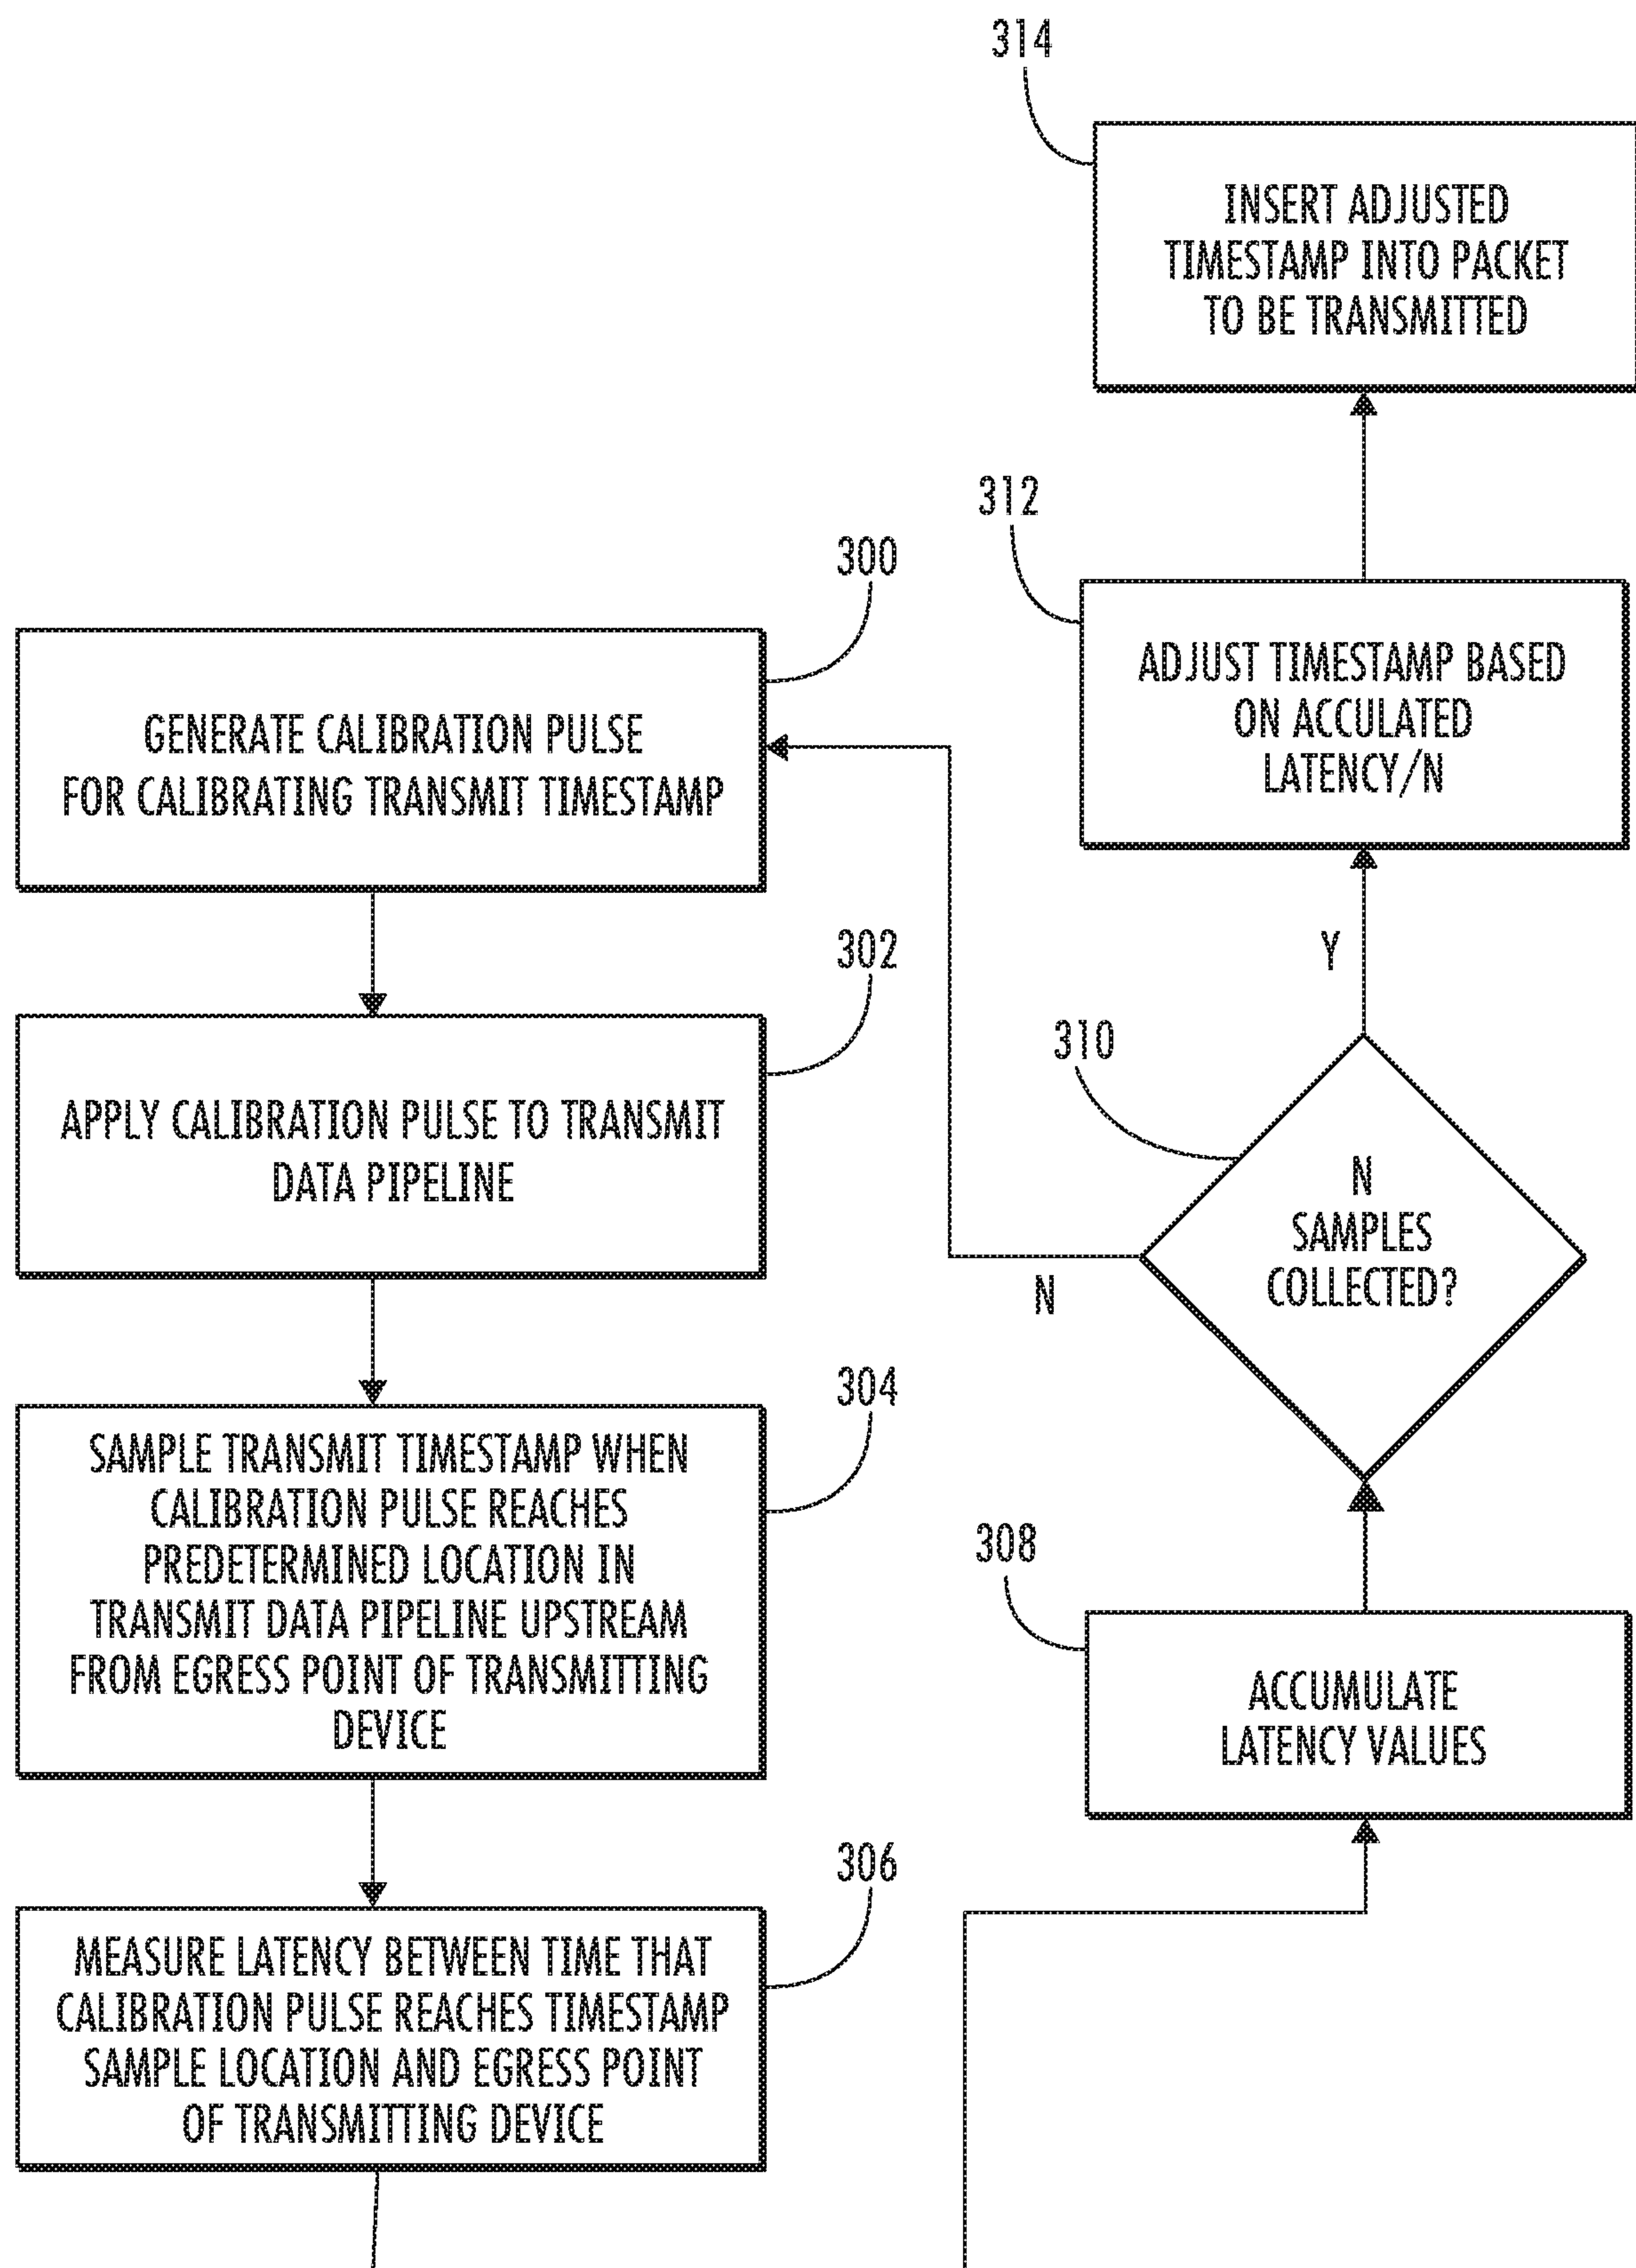 300
GENERATE CALIBRATION PULSE
FOR CALIBRATING TRANSMIT TIMESTAMP
302
APPLY CALIBRATION PULSE TO TRANSMIT
DATA PIPELINE
304
SAMPLE TRANSMIT TIMESTAMP WHEN
CALIBRATION PULSE REACHES
PREDETERMINED LOCATION IN
TRANSMIT DATA PIPELINE UPSTREAM
FROM EGRESS POINT OF TRANSMITTING
DEVICE
306
MEASURE LATENCY BETWEEN TIME THAT
CALIBRATION PULSE REACHES TIMESTAMP
SAMPLE LOCATION AND EGRESS POINT
OF TRANSMITTING DEVICE
308
ACCUMULATE
LATENCY VALUES
310
N
SAMPLES
COLLECTED?
N
Y
312
ADJUST TIMESTAMP BASED
ON ACCULATED
LATENCY/N
314
INSERT ADJUSTED
TIMESTAMP INTO PACKET
TO BE TRANSMITTED